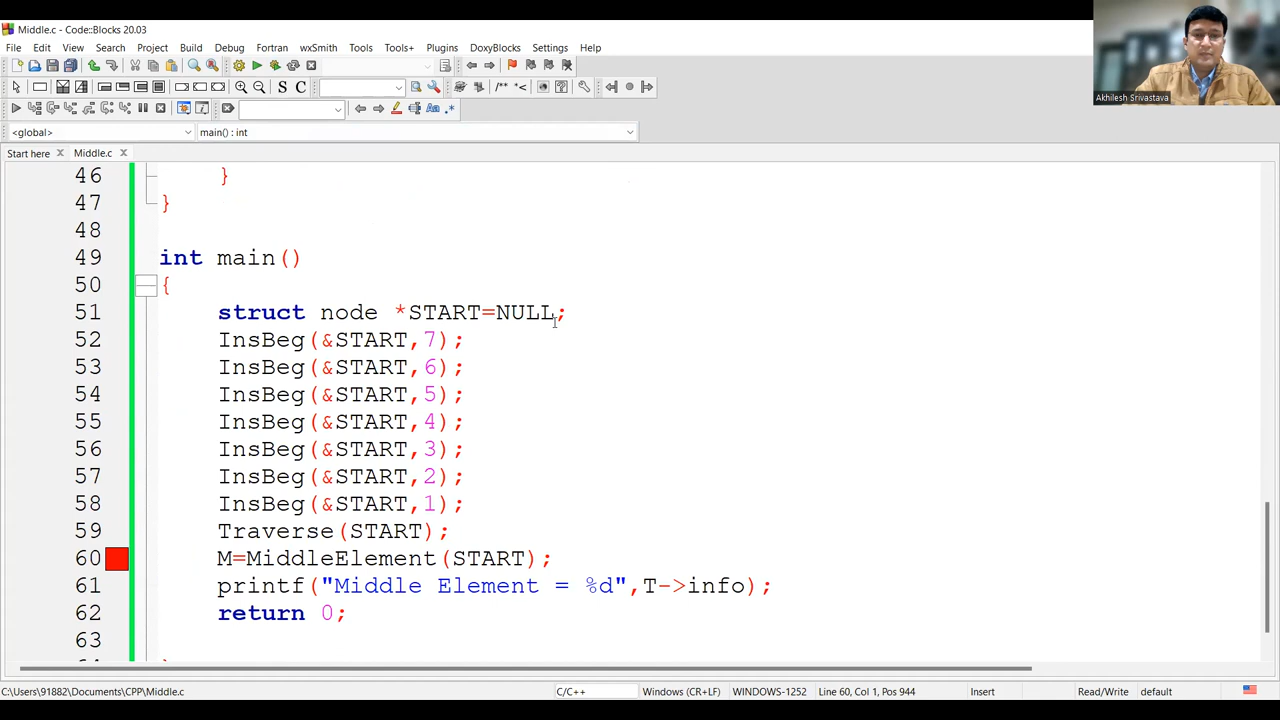 Middle.c - Code::Blocks 20.03
File Edit View Search Project Build Debug Fortran wxSmith Tools Tools+ Plugins DoxyBlocks Settings Help
Akhilesh Srivastava
S C
/** *<
Aa .*
<global> main() : int
Start here Middle.c
46 }
47 }
48
49 int main()
50 {
51 struct node *START=NULL;
52 InsBeg(&START,7);
53 InsBeg(&START,6);
54 InsBeg(&START,5);
55 InsBeg(&START,4);
56 InsBeg(&START,3);
57 InsBeg(&START,2);
58 InsBeg(&START,1);
59 Traverse(START);
60 M=MiddleElement(START);
61 printf("Middle Element = %d",T->info);
62 return 0;
63
C:\Users\91882\Documents\CPP\Middle.c C/C++ Windows (CR+LF) WINDOWS-1252 Line 60, Col 1, Pos 944 Insert Read/Write default